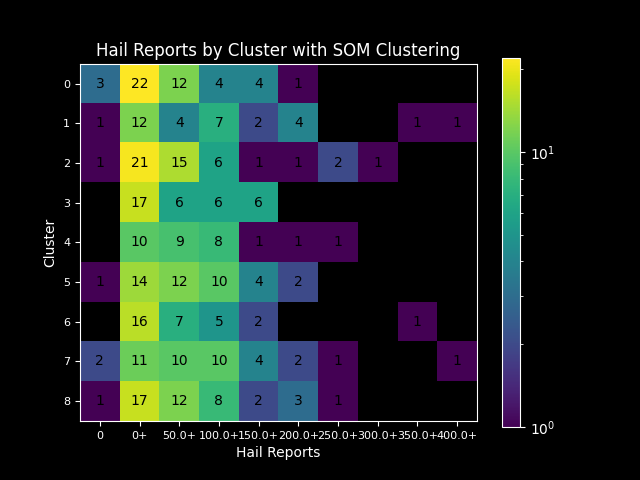 Hail Reports by Cluster with SOM Clustering
0 3 22 12 4 4 1
1 1 12 4 7 2 4 1 1
2 1 21 15 6 1 1 2 1
3 17 6 6 6
4 10 9 8 1 1 1
5 1 14 12 10 4 2
6 16 7 5 2 1
7 2 11 10 10 4 2 1 1
8 1 17 12 8 2 3 1
0 0+ 50.0+ 100.0+ 150.0+ 200.0+ 250.0+ 300.0+ 350.0+ 400.0+
Hail Reports
Cluster
10¹
10⁰